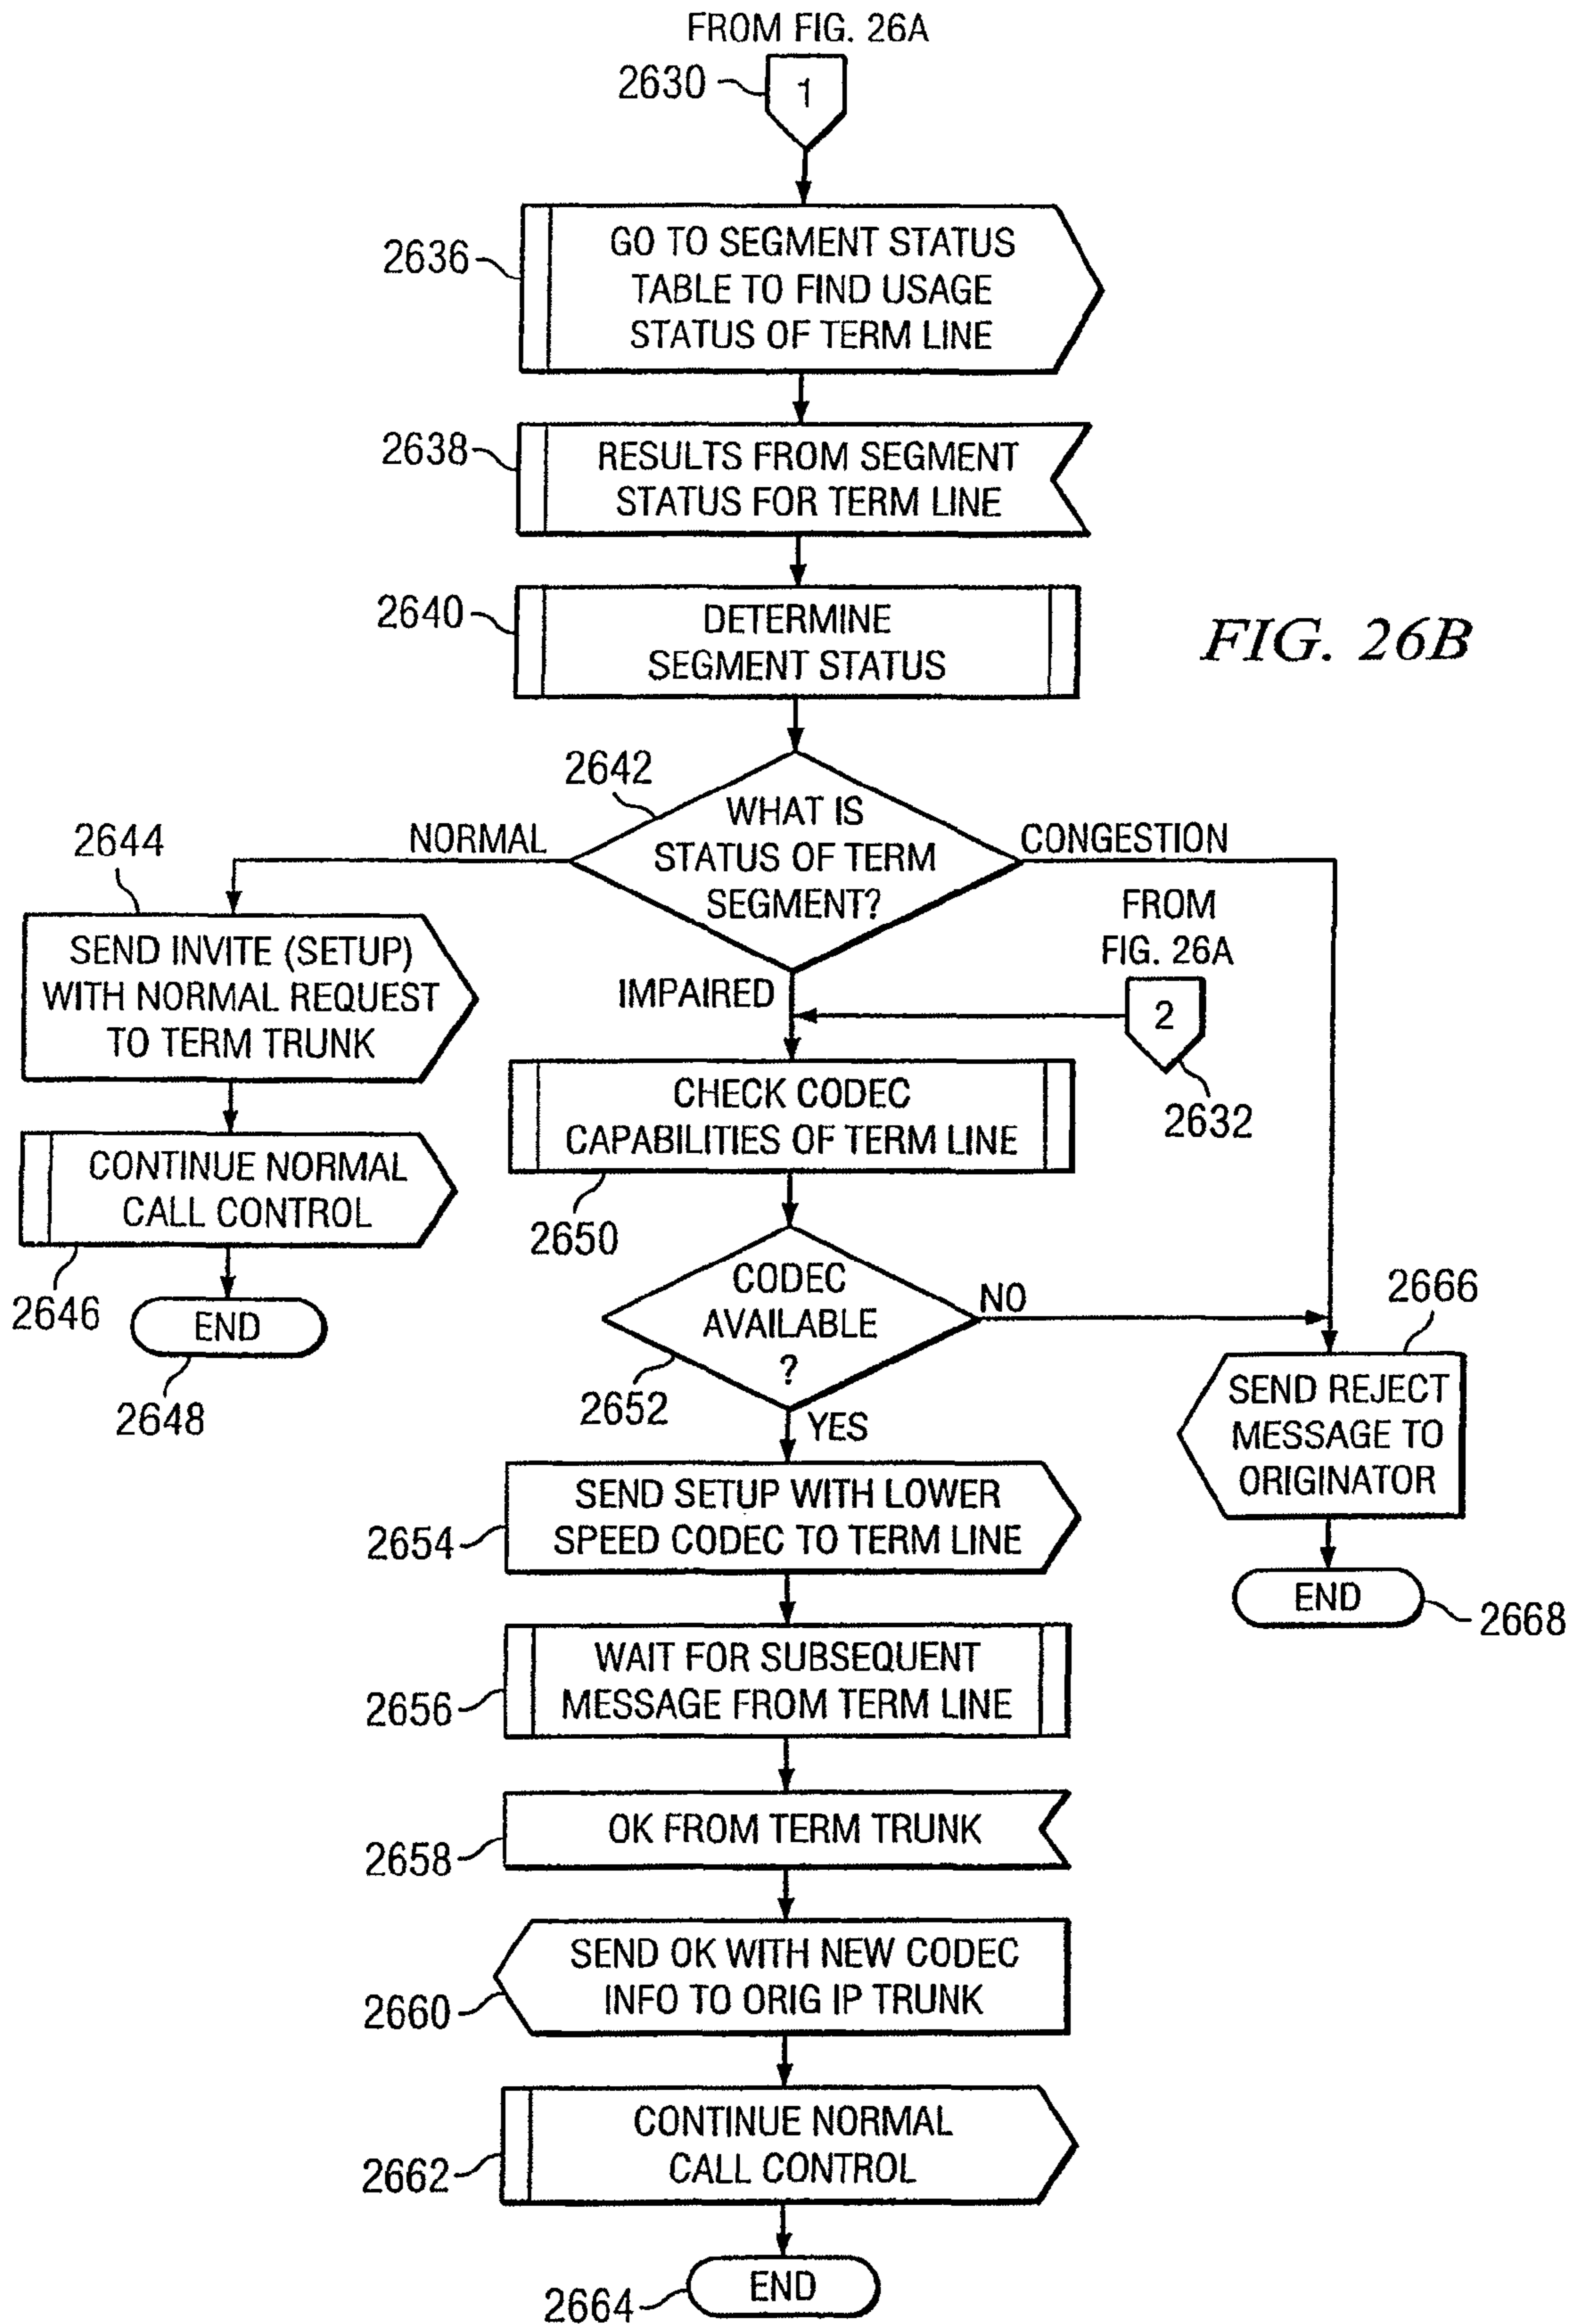 FROM FIG. 26A
2630
1
2636
GO TO SEGMENT STATUS
TABLE TO FIND USAGE
STATUS OF TERM LINE
2638
RESULTS FROM SEGMENT
STATUS FOR TERM LINE
2640
DETERMINE
SEGMENT STATUS
FIG. 26B
2642
WHAT IS
STATUS OF TERM
SEGMENT?
NORMAL
CONGESTION
IMPAIRED
2644
SEND INVITE (SETUP)
WITH NORMAL REQUEST
TO TERM TRUNK
CONTINUE NORMAL
CALL CONTROL
2646
END
2648
FROM
FIG. 26A
2
2632
CHECK CODEC
CAPABILITIES OF TERM LINE
2650
CODEC
AVAILABLE
?
2652
NO
YES
2666
SEND REJECT
MESSAGE TO
ORIGINATOR
END
2668
2654
SEND SETUP WITH LOWER
SPEED CODEC TO TERM LINE
2656
WAIT FOR SUBSEQUENT
MESSAGE FROM TERM LINE
2658
OK FROM TERM TRUNK
2660
SEND OK WITH NEW CODEC
INFO TO ORIG IP TRUNK
2662
CONTINUE NORMAL
CALL CONTROL
2664
END